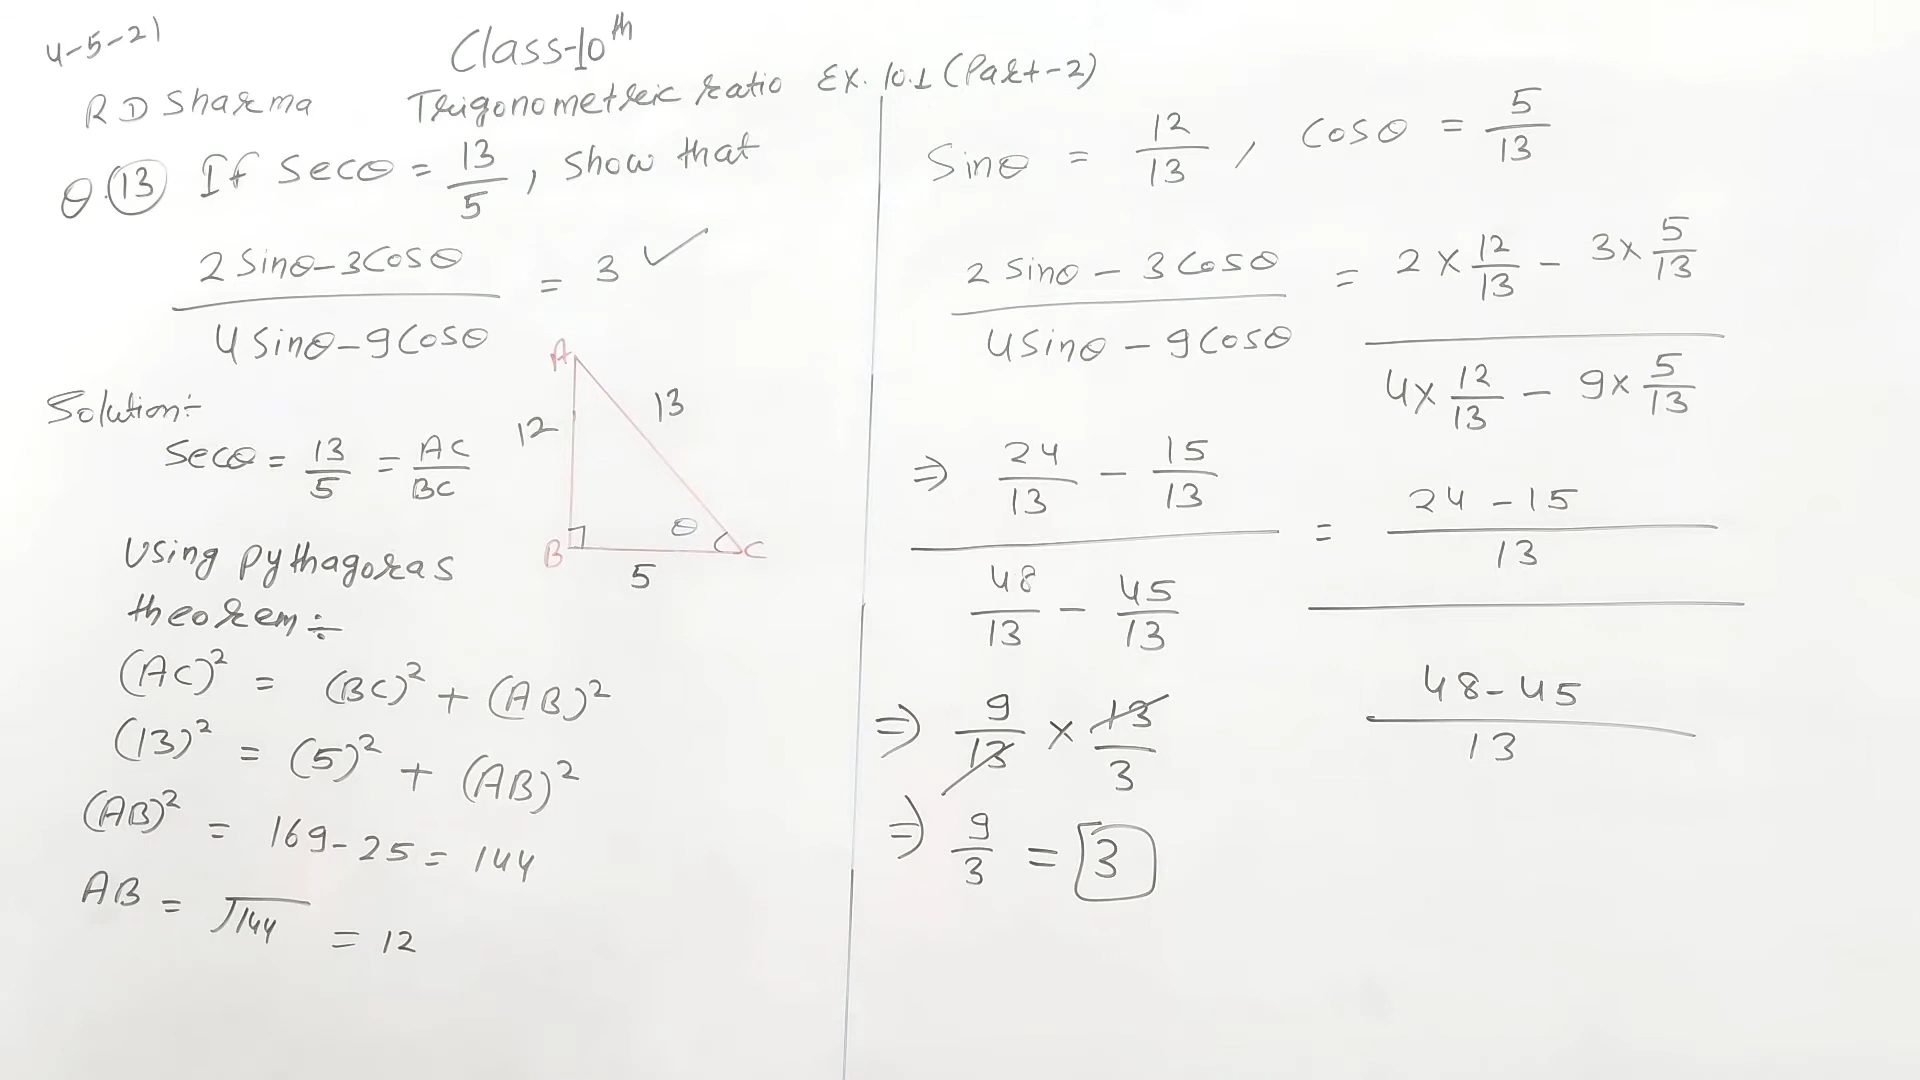 4-5-21
Class-10th
RD Sharma Trigonometric ratio Ex. 10.1 (Part-2)
Q.13 If Secθ = 13/5, show that
2 Sinθ-3Cosθ / 4 Sinθ-9Cosθ = 3 ✓
Solution:-
Secθ = 13/5 = AC/BC
A
12
13
B
θ
C
5
Using pythagoras
theorem:-
(AC)² = (BC)² + (AB)²
(13)² = (5)² + (AB)²
(AB)² = 169-25 = 144
AB = √144 = 12
Sinθ = 12/13, Cosθ = 5/13
2 Sinθ - 3 Cosθ / 4 Sinθ - 9 Cosθ = 2 × 12/13 - 3 × 5/13 / 4 × 12/13 - 9 × 5/13
⇒ 24/13 - 15/13 / 48/13 - 45/13 = 24 - 15/13 / 48-45/13
⇒ 9/13 × 13/3
⇒ 9/3 = 3